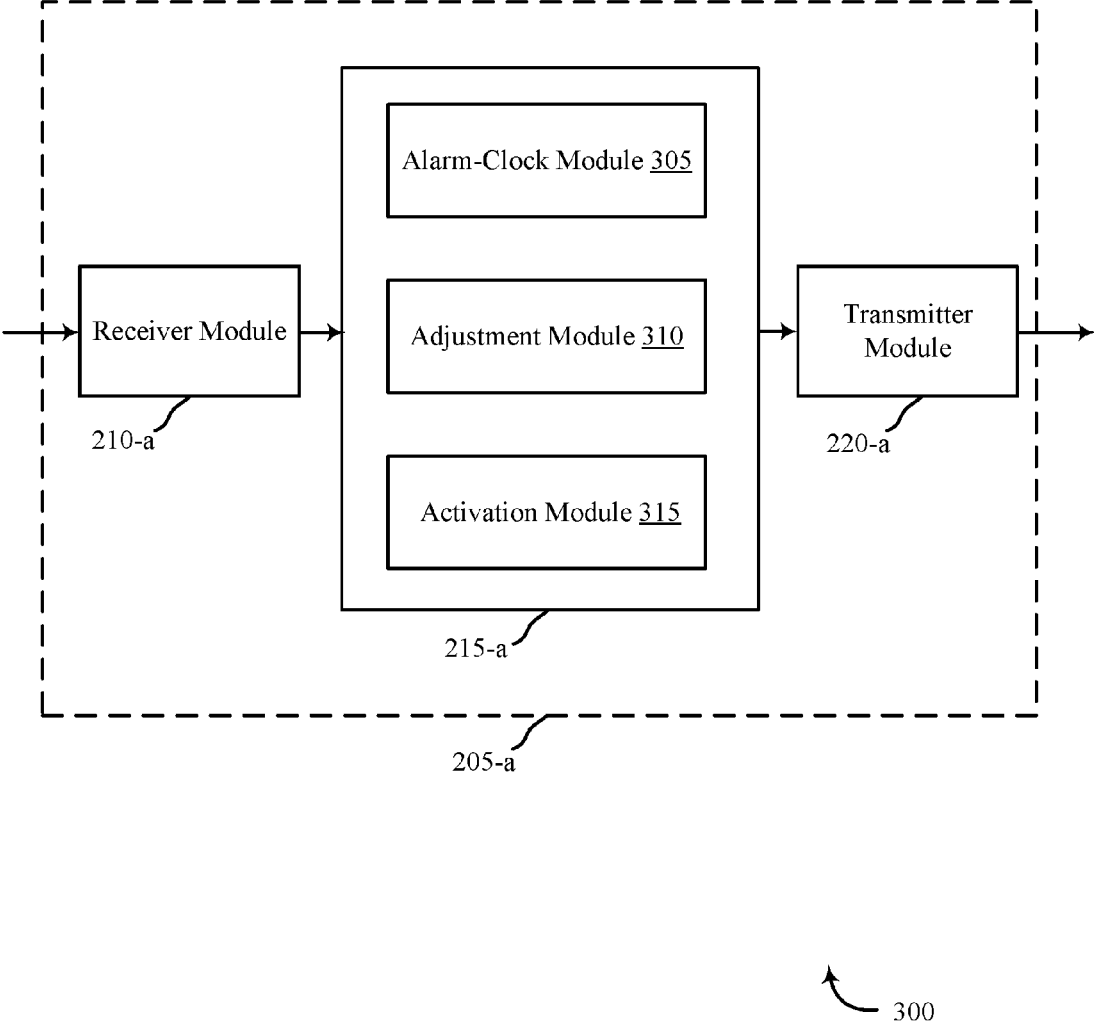 Alarm-Clock Module 305
Receiver Module
Adjustment Module 310
Transmitter
Module
210-a
220-a
Activation Module 315
215-a
205-a
300